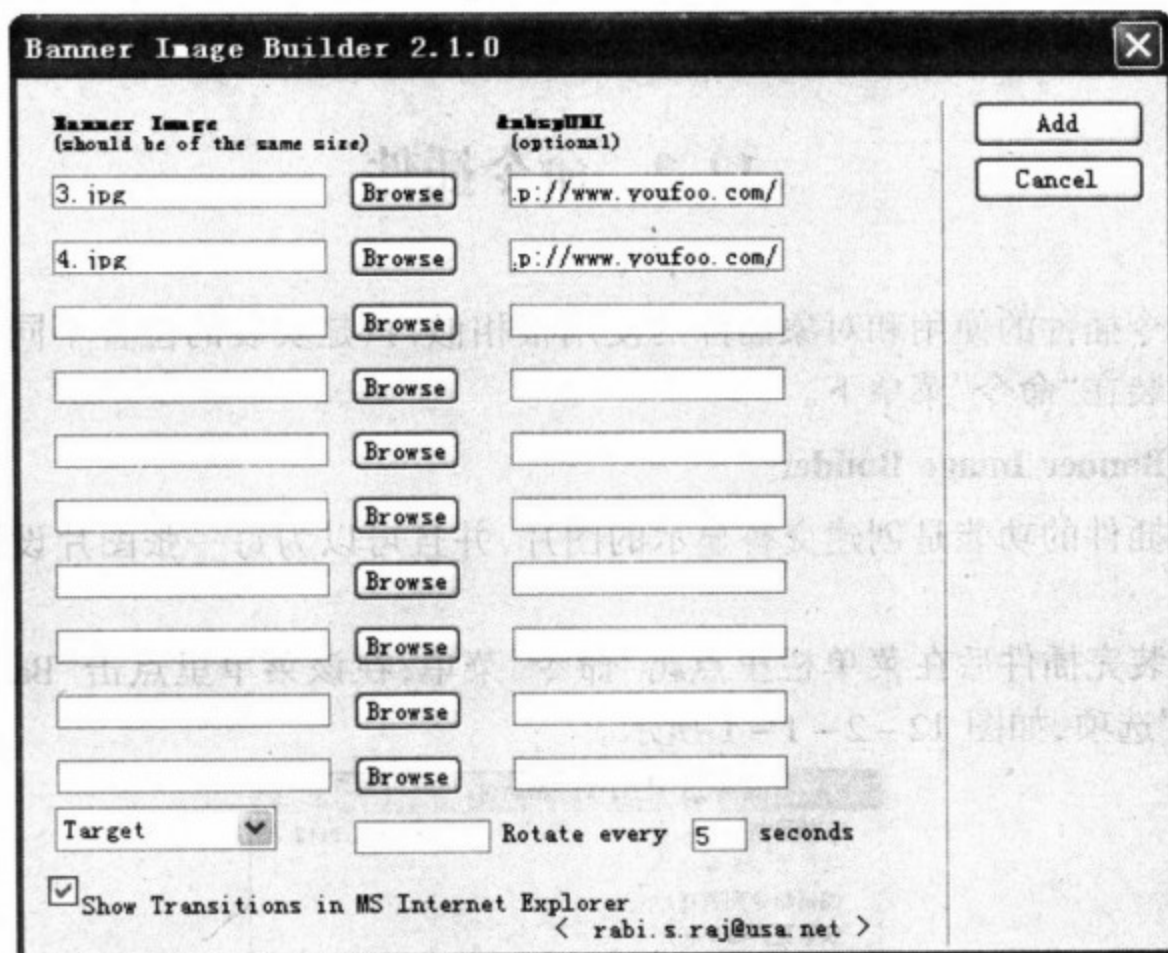 Banner Image Builder 2.1.0
Banner Image &nbspURL
(should be of the same size) (optional)
Add
Cancel
3. jpg Browse .p://www.youfoo.com/
4. jpg Browse .p://www.youfoo.com/
Browse
Browse
Browse
Browse
Browse
Browse
Browse
Browse
Target Rotate every 5 seconds
Show Transitions in MS Internet Explorer
< rabi.s.raj@usa.net >